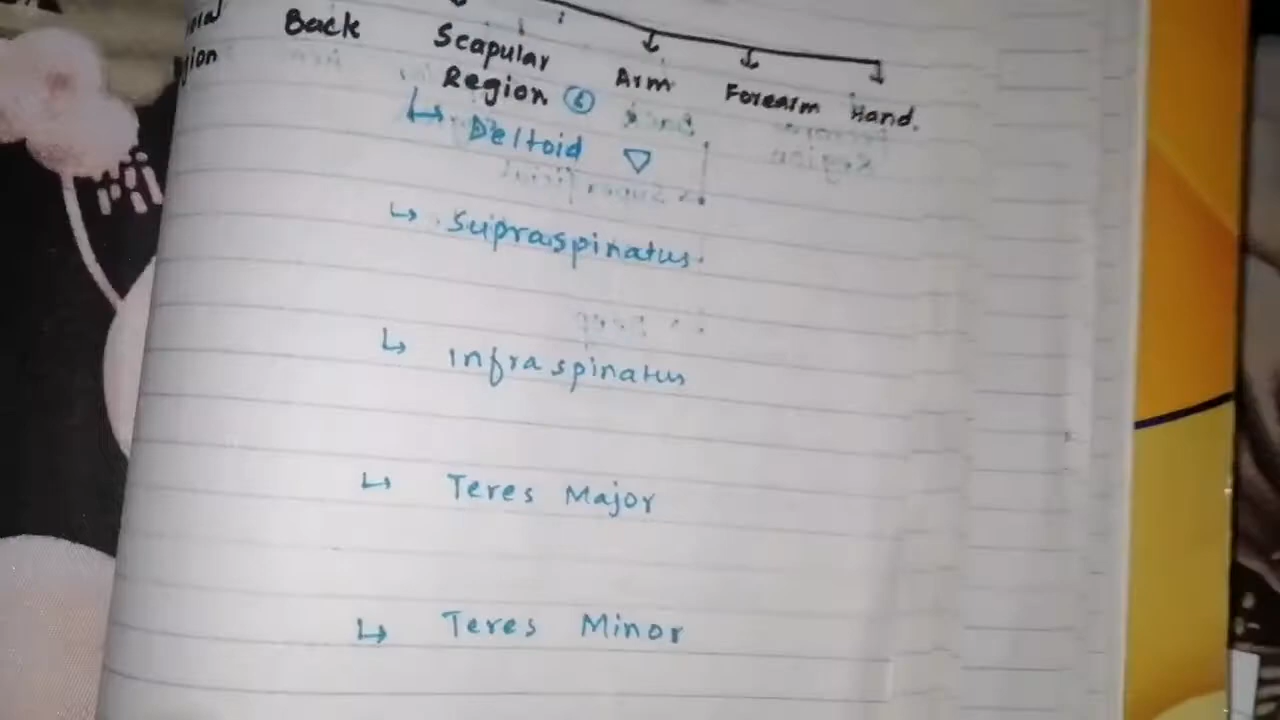 Back
Scapular
Region ⑥
Arm
Forearm
Hand.
↳ Deltoid ▽
↳ Supraspinatus.
↳ Infraspinatus
↳ Teres Major
↳ Teres Minor